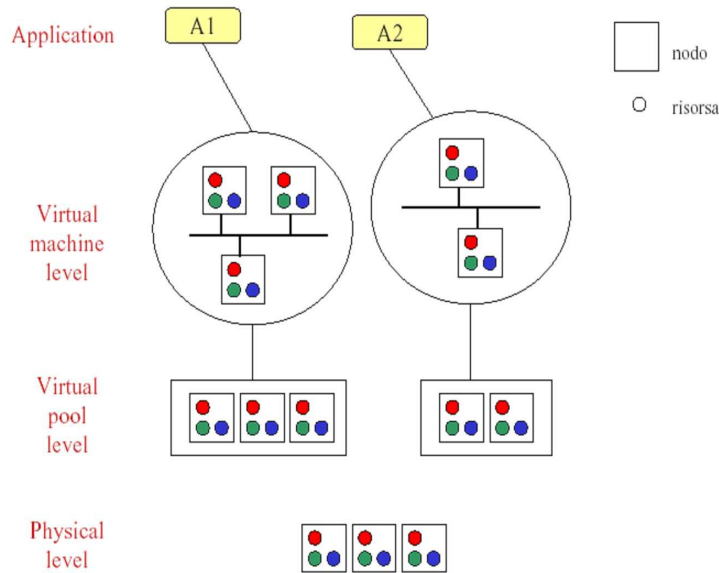 Application
A1
A2
nodo
risorsa
Virtual
machine
level
Virtual
pool
level
Physical
level